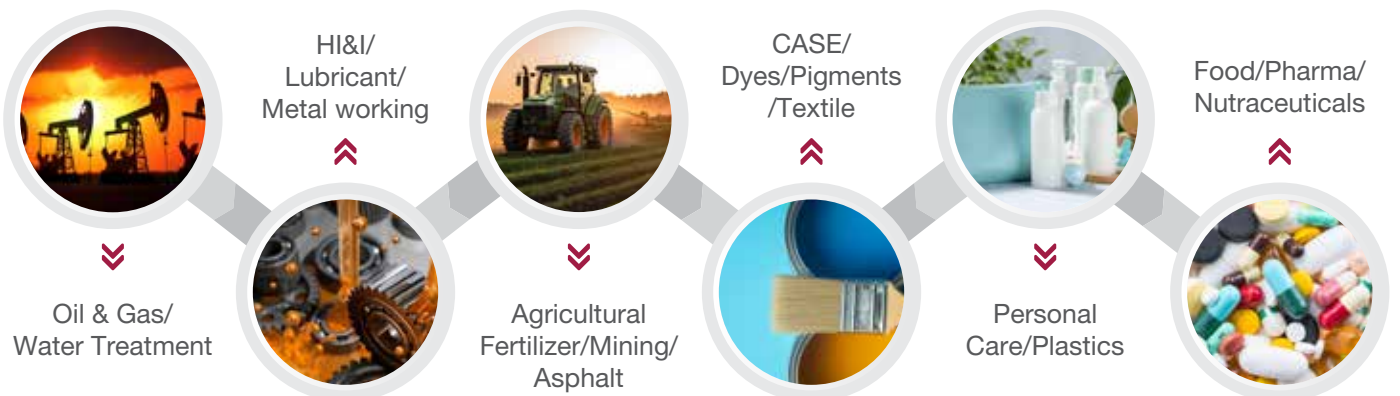 Oil & Gas/
Water Treatment
HI&I/
Lubricant/
Metal working
Agricultural
Fertilizer/Mining/
Asphalt
CASE/
Dyes/Pigments
/Textile
Personal
Care/Plastics
Food/Pharma/
Nutraceuticals